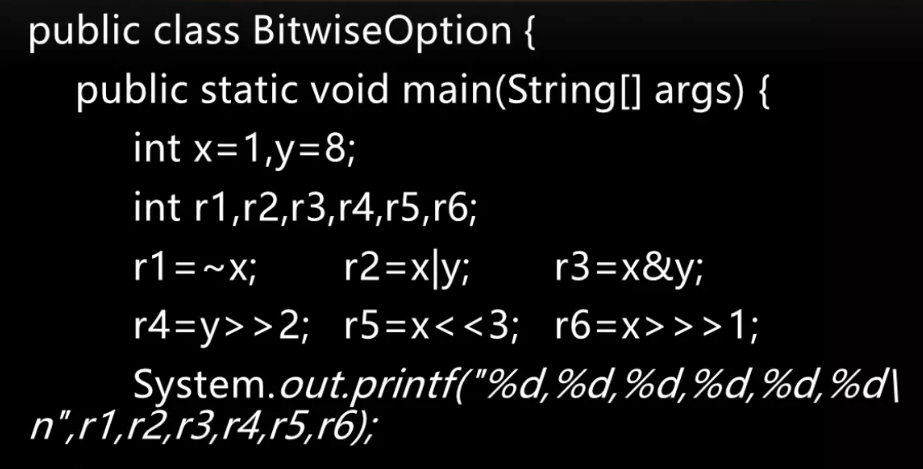 public class BitwiseOption {
public static void main(String[] args) {
int x=1,y=8;
int r1,r2,r3,r4,r5,r6;
r1=~x; r2=x|y; r3=x&y;
r4=y>>2; r5=x<<3; r6=x>>>1;
System.out.printf("%d,%d,%d,%d,%d,%d\
n",r1,r2,r3,r4,r5,r6);